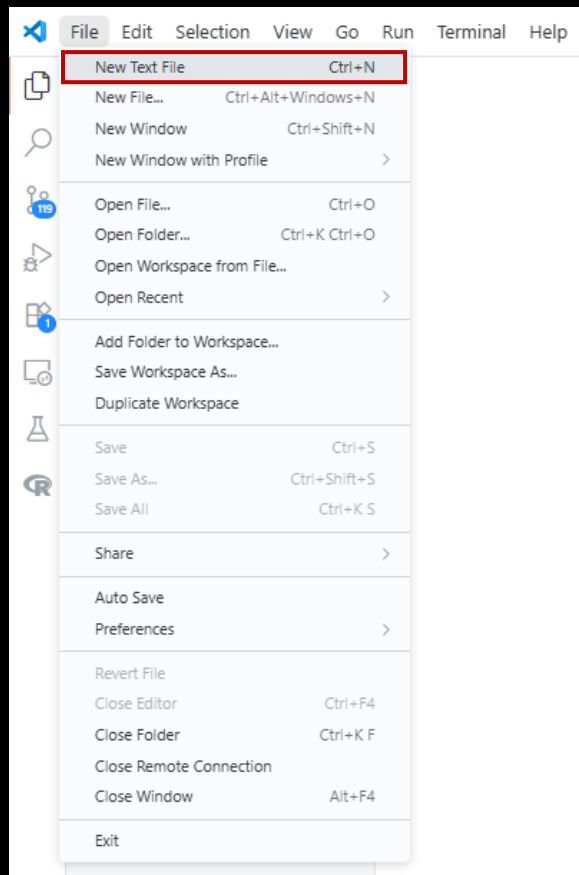 File Edit Selection View Go Run Terminal Help
New Text File Ctrl+N
New File... Ctrl+Alt+Windows+N
New Window Ctrl+Shift+N
New Window with Profile
119
Open File... Ctrl+O
Open Folder... Ctrl+K Ctrl+O
Open Workspace from File...
Open Recent
1
Add Folder to Workspace...
Save Workspace As...
Duplicate Workspace
Save Ctrl+S
Save As... Ctrl+Shift+S
R
Save All Ctrl+K S
Share
Auto Save
Preferences
Revert File
Close Editor Ctrl+F4
Close Folder Ctrl+K F
Close Remote Connection
Close Window Alt+F4
Exit